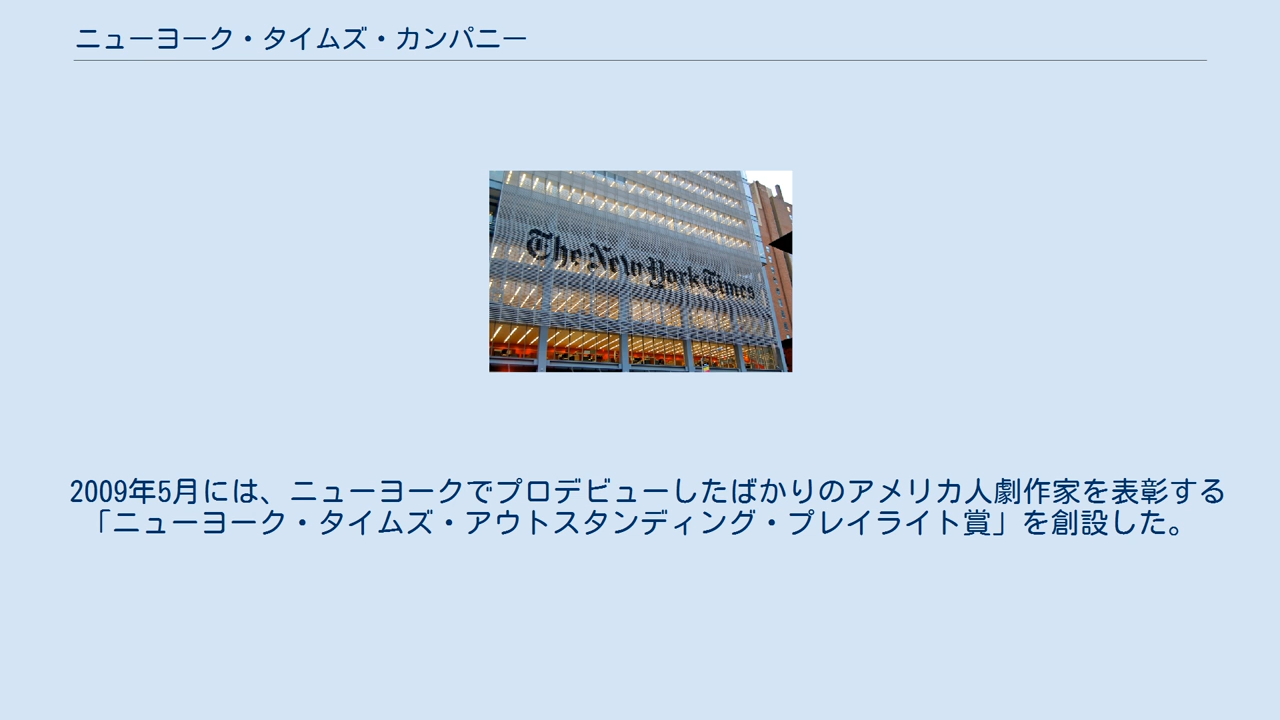 ニューヨーク・タイムズ・カンパニー
The New York Times
2009年5月には、ニューヨークでプロデビューしたばかりのアメリカ人劇作家を表彰する
「ニューヨーク・タイムズ・アウトスタンディング・プレイライト賞」を創設した。